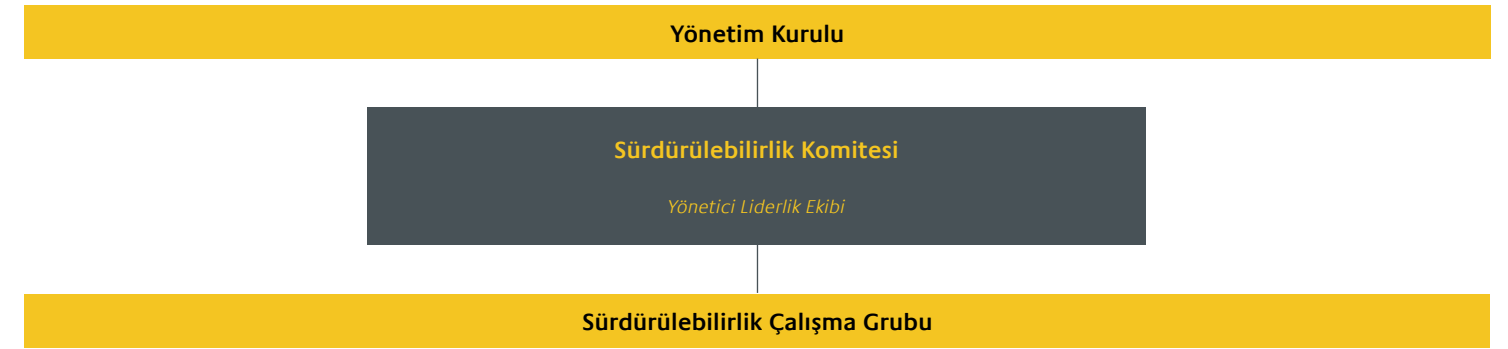 Yönetim Kurulu
Sürdürülebilirlik Komitesi
Yönetici Liderlik Ekibi
Sürdürülebilirlik Çalışma Grubu